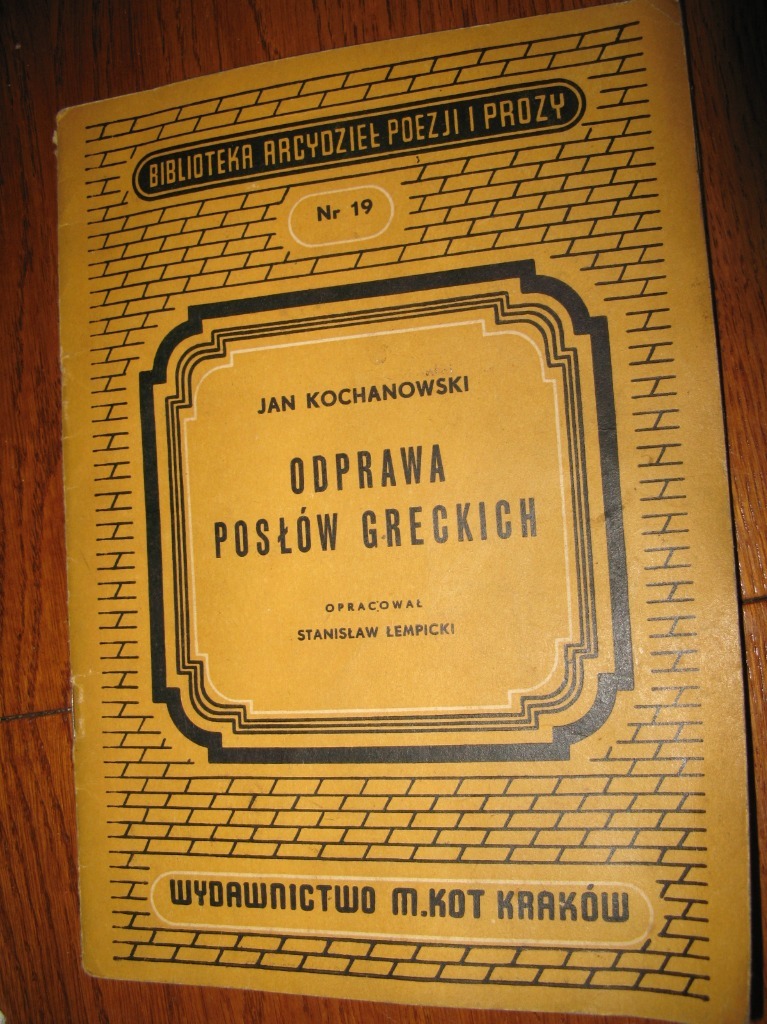 BIBLIOTEKA ARCYDZIEŁ POEZJI I PROZY
Nr 19
JAN KOCHANOWSKI
ODPRAWA
POSŁÓW GRECKICH
OPRACOWAŁ
STANISŁAW ŁEMPICKI
WYDAWNICTWO M.KOT KRAKÓW